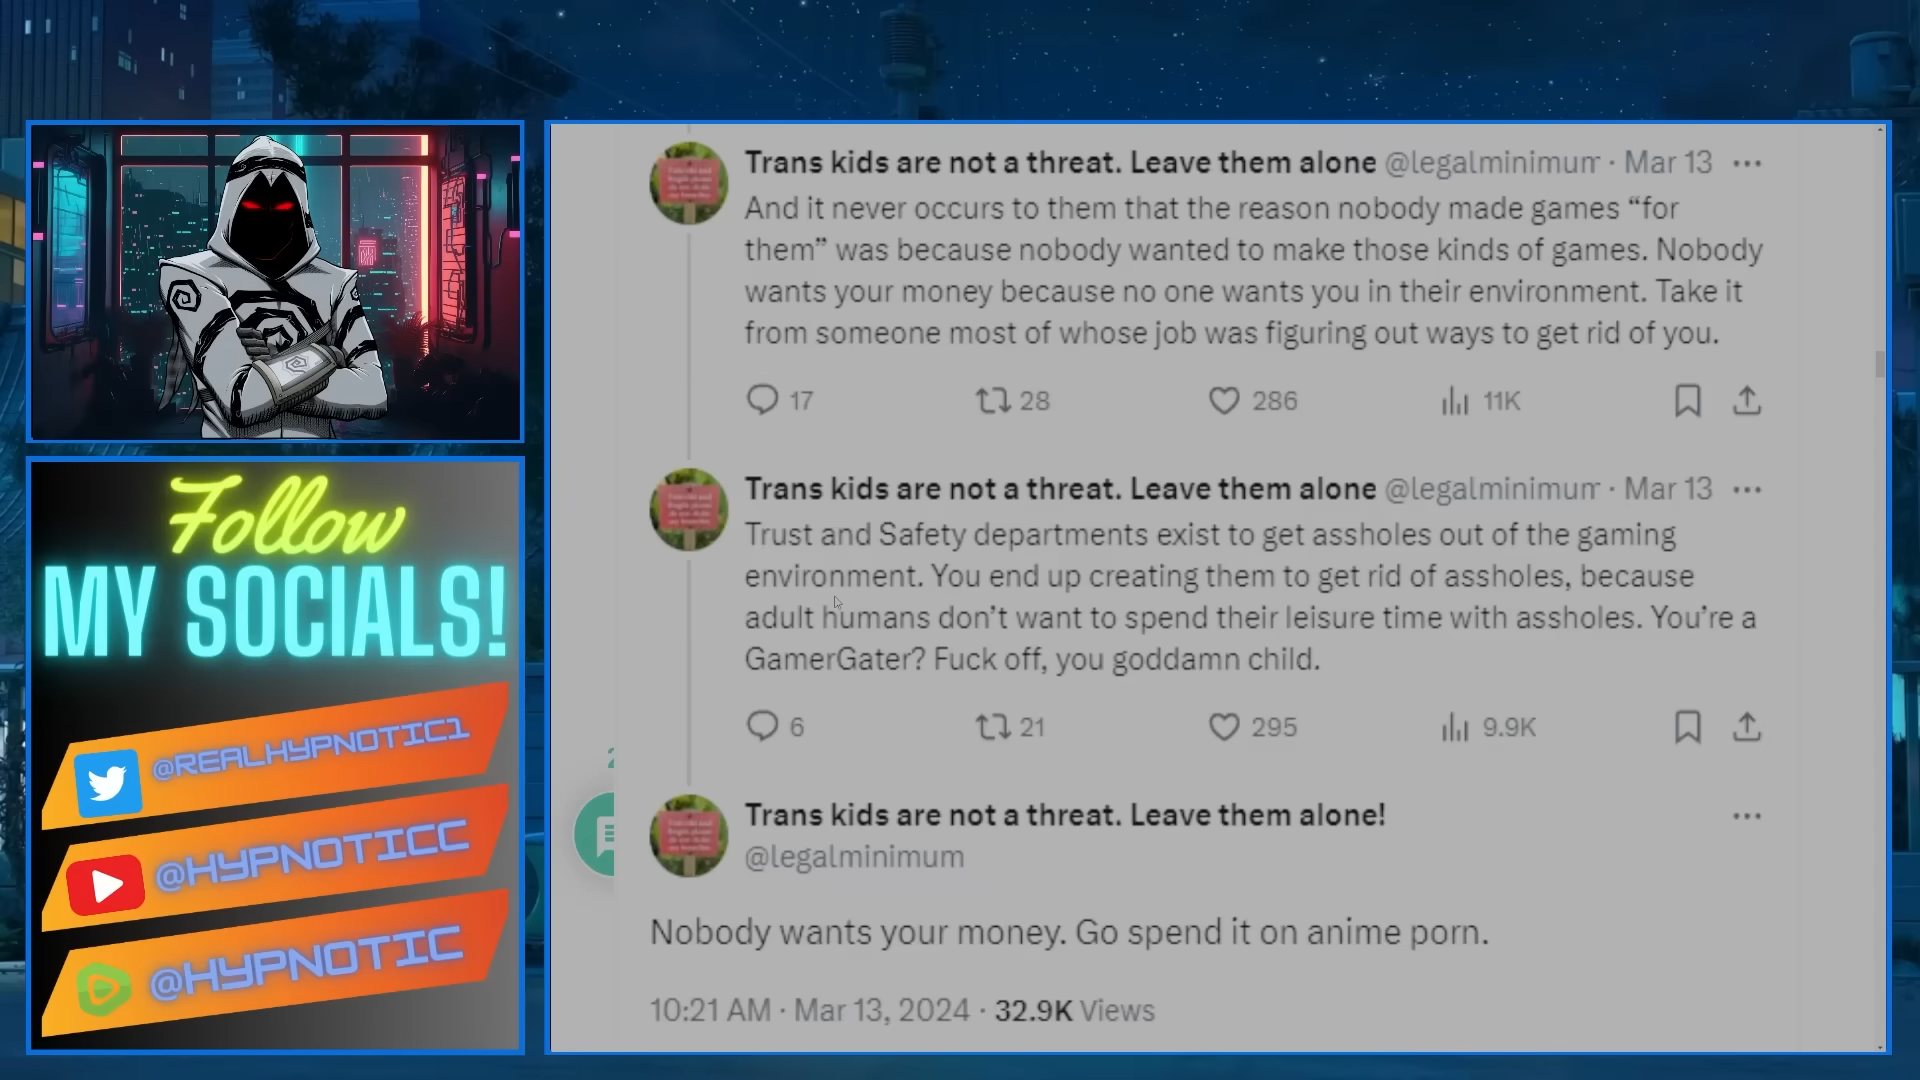 Trans kids are not a threat. Leave them alone @legalminimum · Mar 13 ···
And it never occurs to them that the reason nobody made games “for
them” was because nobody wanted to make those kinds of games. Nobody
wants your money because no one wants you in their environment. Take it
from someone most of whose job was figuring out ways to get rid of you.
17 28 286 11K
Trans kids are not a threat. Leave them alone @legalminimum · Mar 13 ···
Trust and Safety departments exist to get assholes out of the gaming
environment. You end up creating them to get rid of assholes, because
adult humans don’t want to spend their leisure time with assholes. You’re a
GamerGater? Fuck off, you goddamn child.
6 21 295 9.9K
Trans kids are not a threat. Leave them alone! ···
@legalminimum
Nobody wants your money. Go spend it on anime porn.
10:21 AM · Mar 13, 2024 · 32.9K Views
Follow
MY SOCIALS!
@REALHYPNOTIC1
@HYPNOTICC
@HYPNOTIC